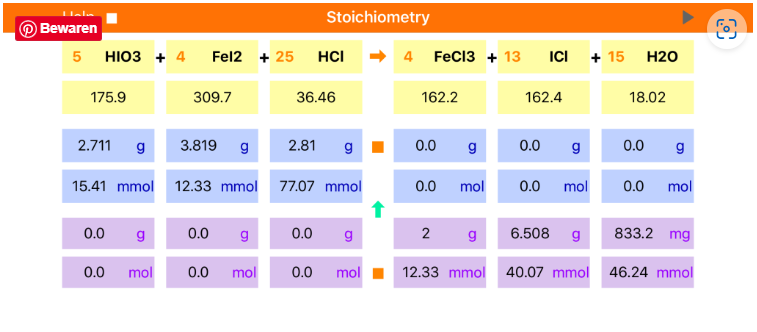 Help Stoichiometry
Bewaren
5 HIO3 + 4 FeI2 + 25 HCl 4 FeCl3 + 13 ICl + 15 H2O
175.9 309.7 36.46 162.2 162.4 18.02
2.711 g 3.819 g 2.81 g 0.0 g 0.0 g 0.0 g
15.41 mmol 12.33 mmol 77.07 mmol 0.0 mol 0.0 mol 0.0 mol
0.0 g 0.0 g 0.0 g 2 g 6.508 g 833.2 mg
0.0 mol 0.0 mol 0.0 mol 12.33 mmol 40.07 mmol 46.24 mmol